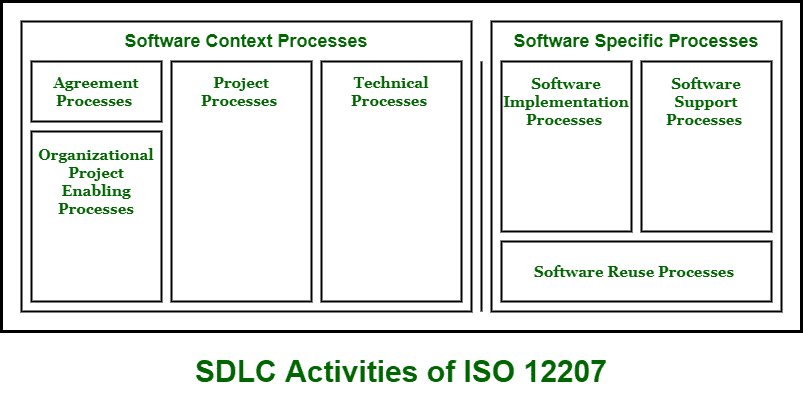 Software Context Processes
Agreement
Processes
Organizational
Project
Enabling
Processes
Project
Processes
Technical
Processes
Software Specific Processes
Software
Implementation
Processes
Software
Support
Processes
Software Reuse Processes
SDLC Activities of ISO 12207